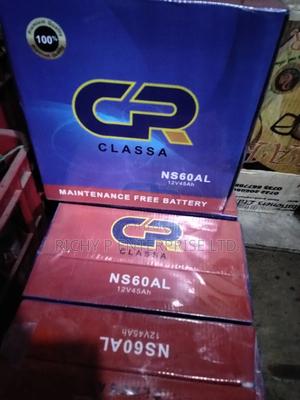 100%
CR
CLASSA
NS60AL
12V45Ah
MAINTENANCE FREE BATTERY
CR
CLASSA
RICHY P ENTERPRISE LTD
NS60AL
12V45Ah
NS60AL
12V45Ah